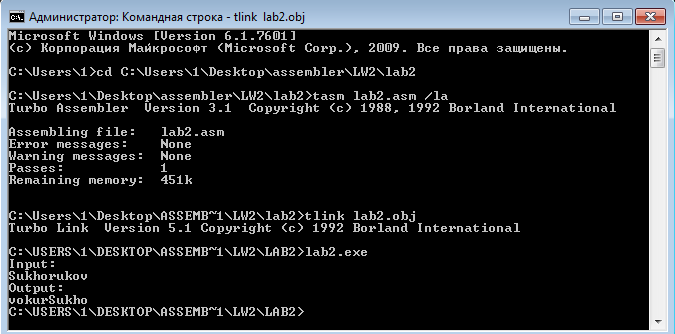 Администратор: Командная строка - tlink lab2.obj
Microsoft Windows [Version 6.1.7601]
(c) Корпорация Майкрософт (Microsoft Corp.), 2009. Все права защищены.
C:\Users\1>cd C:\Users\1\Desktop\assembler\LW2\lab2
C:\Users\1\Desktop\assembler\LW2\lab2>tasm lab2.asm /la
Turbo Assembler Version 3.1 Copyright (c) 1988, 1992 Borland International
Assembling file: lab2.asm
Error messages: None
Warning messages: None
Passes: 1
Remaining memory: 451k
C:\Users\1\Desktop\ASSEMB~1\LW2\lab2>tlink lab2.obj
Turbo Link Version 5.1 Copyright (c) 1992 Borland International
C:\USERS\1\DESKTOP\ASSEMB~1\LW2\LAB2>lab2.exe
Input:
Sukhorukov
Output:
vokurSukho
C:\USERS\1\DESKTOP\ASSEMB~1\LW2\LAB2>